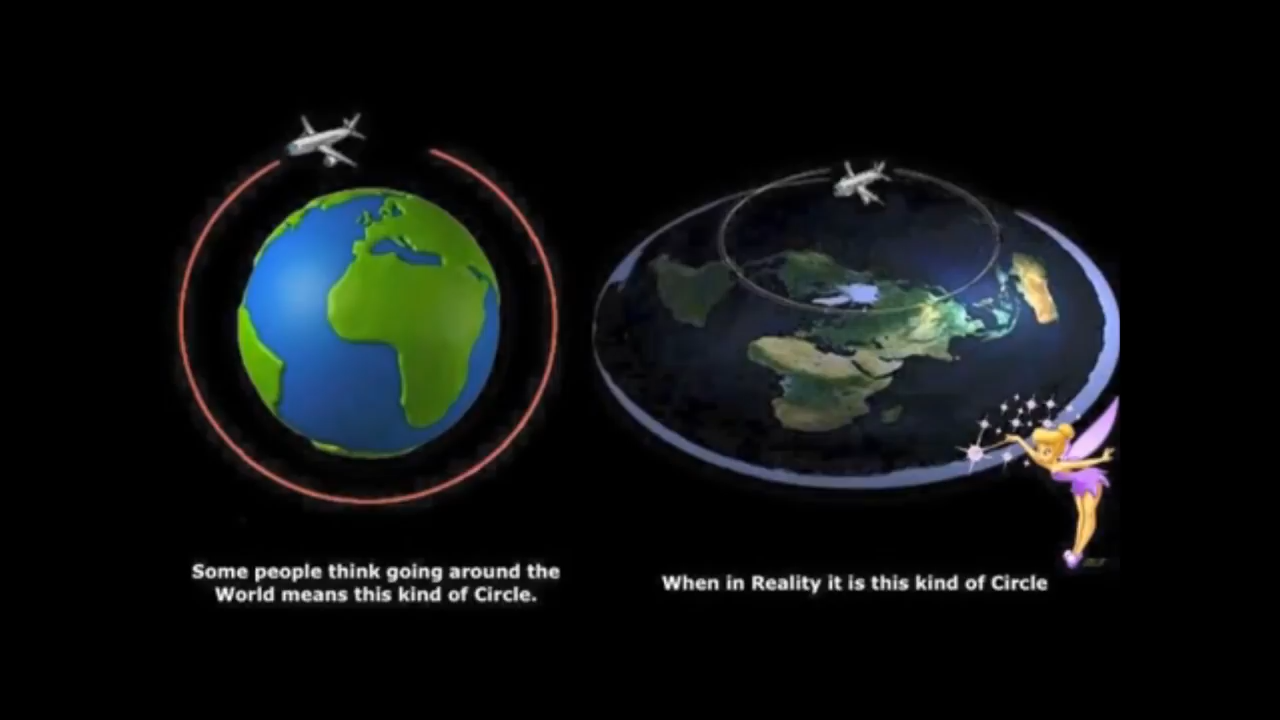 Some people think going around the
World means this kind of Circle.
When in Reality it is this kind of Circle